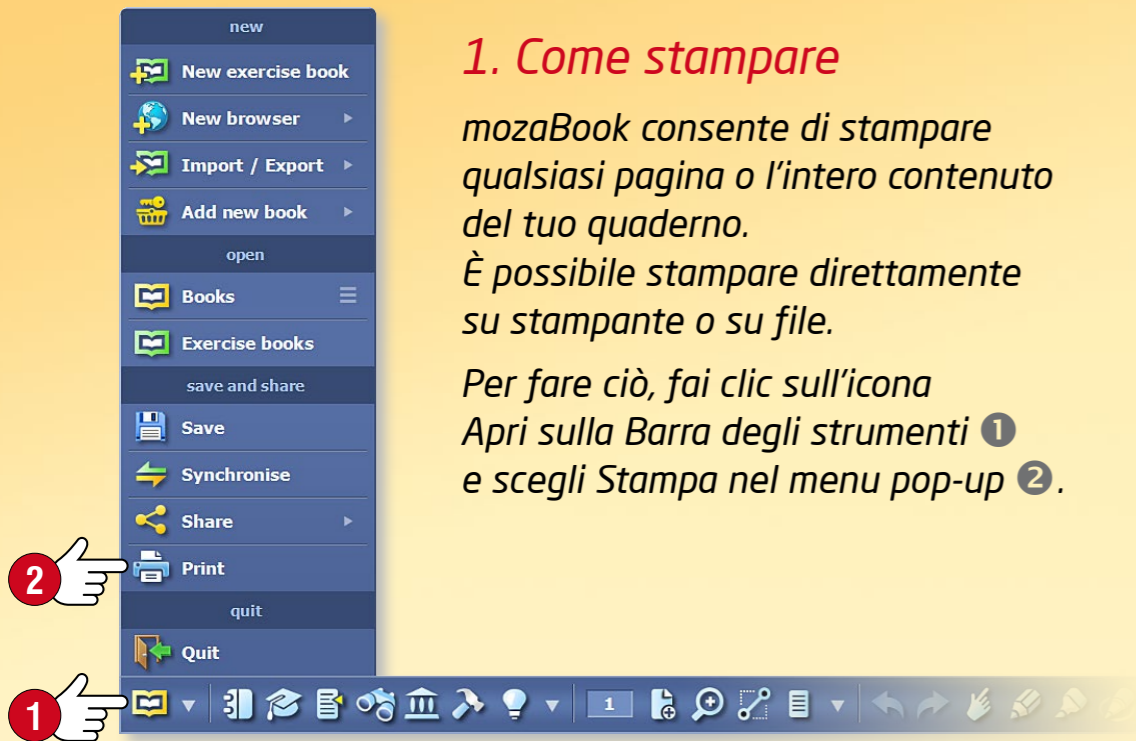 new
New exercise book
New browser
Import / Export
Add new book
open
Books
Exercise books
save and share
Save
Synchronise
Share
2
Print
quit
Quit
1
1
1. Come stampare
mozaBook consente di stampare
qualsiasi pagina o l'intero contenuto
del tuo quaderno.
È possibile stampare direttamente
su stampante o su file.
Per fare ciò, fai clic sull'icona
Apri sulla Barra degli strumenti ❶
e scegli Stampa nel menu pop-up ❷.